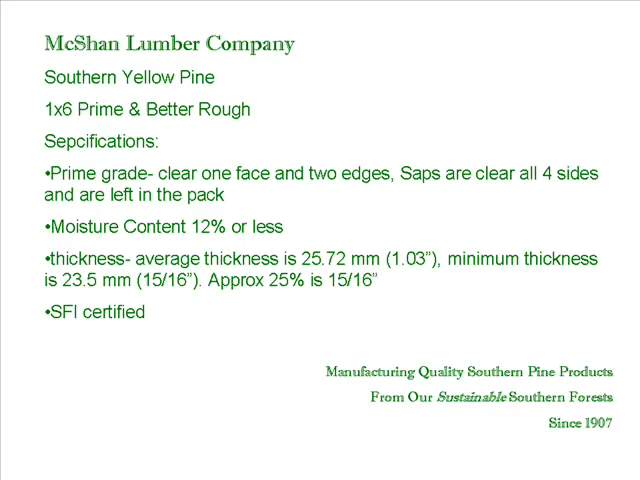 McShan Lumber Company
Southern Yellow Pine
1x6 Prime & Better Rough
Sepcifications:
•Prime grade- clear one face and two edges, Saps are clear all 4 sides
and are left in the pack
•Moisture Content 12% or less
•thickness- average thickness is 25.72 mm (1.03”), minimum thickness
is 23.5 mm (15/16”). Approx 25% is 15/16”
•SFI certified
Manufacturing Quality Southern Pine Products
From Our Sustainable Southern Forests
Since 1907